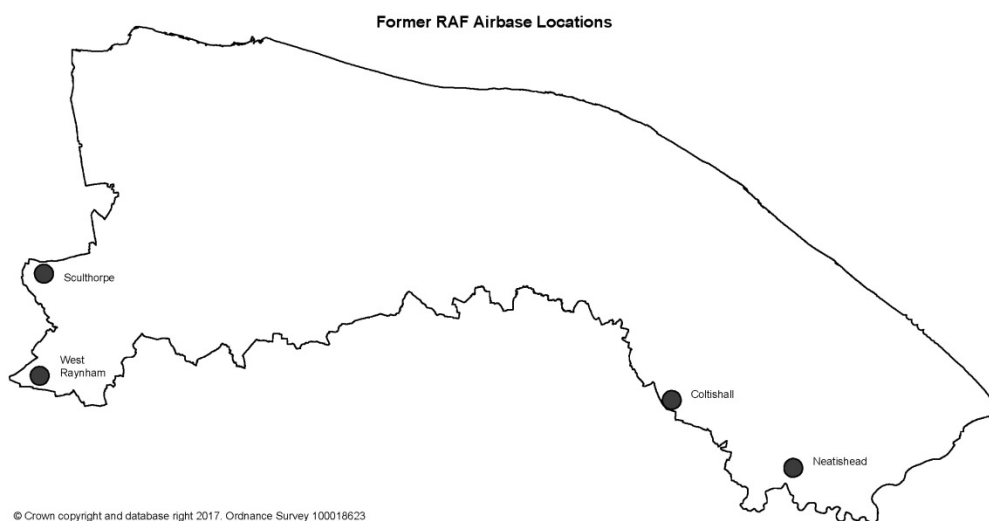 Former RAF Airbase Locations
Sculthorpe
West
Raynham
Coltishall
Neatishead
© Crown copyright and database right 2017. Ordnance Survey 100018623